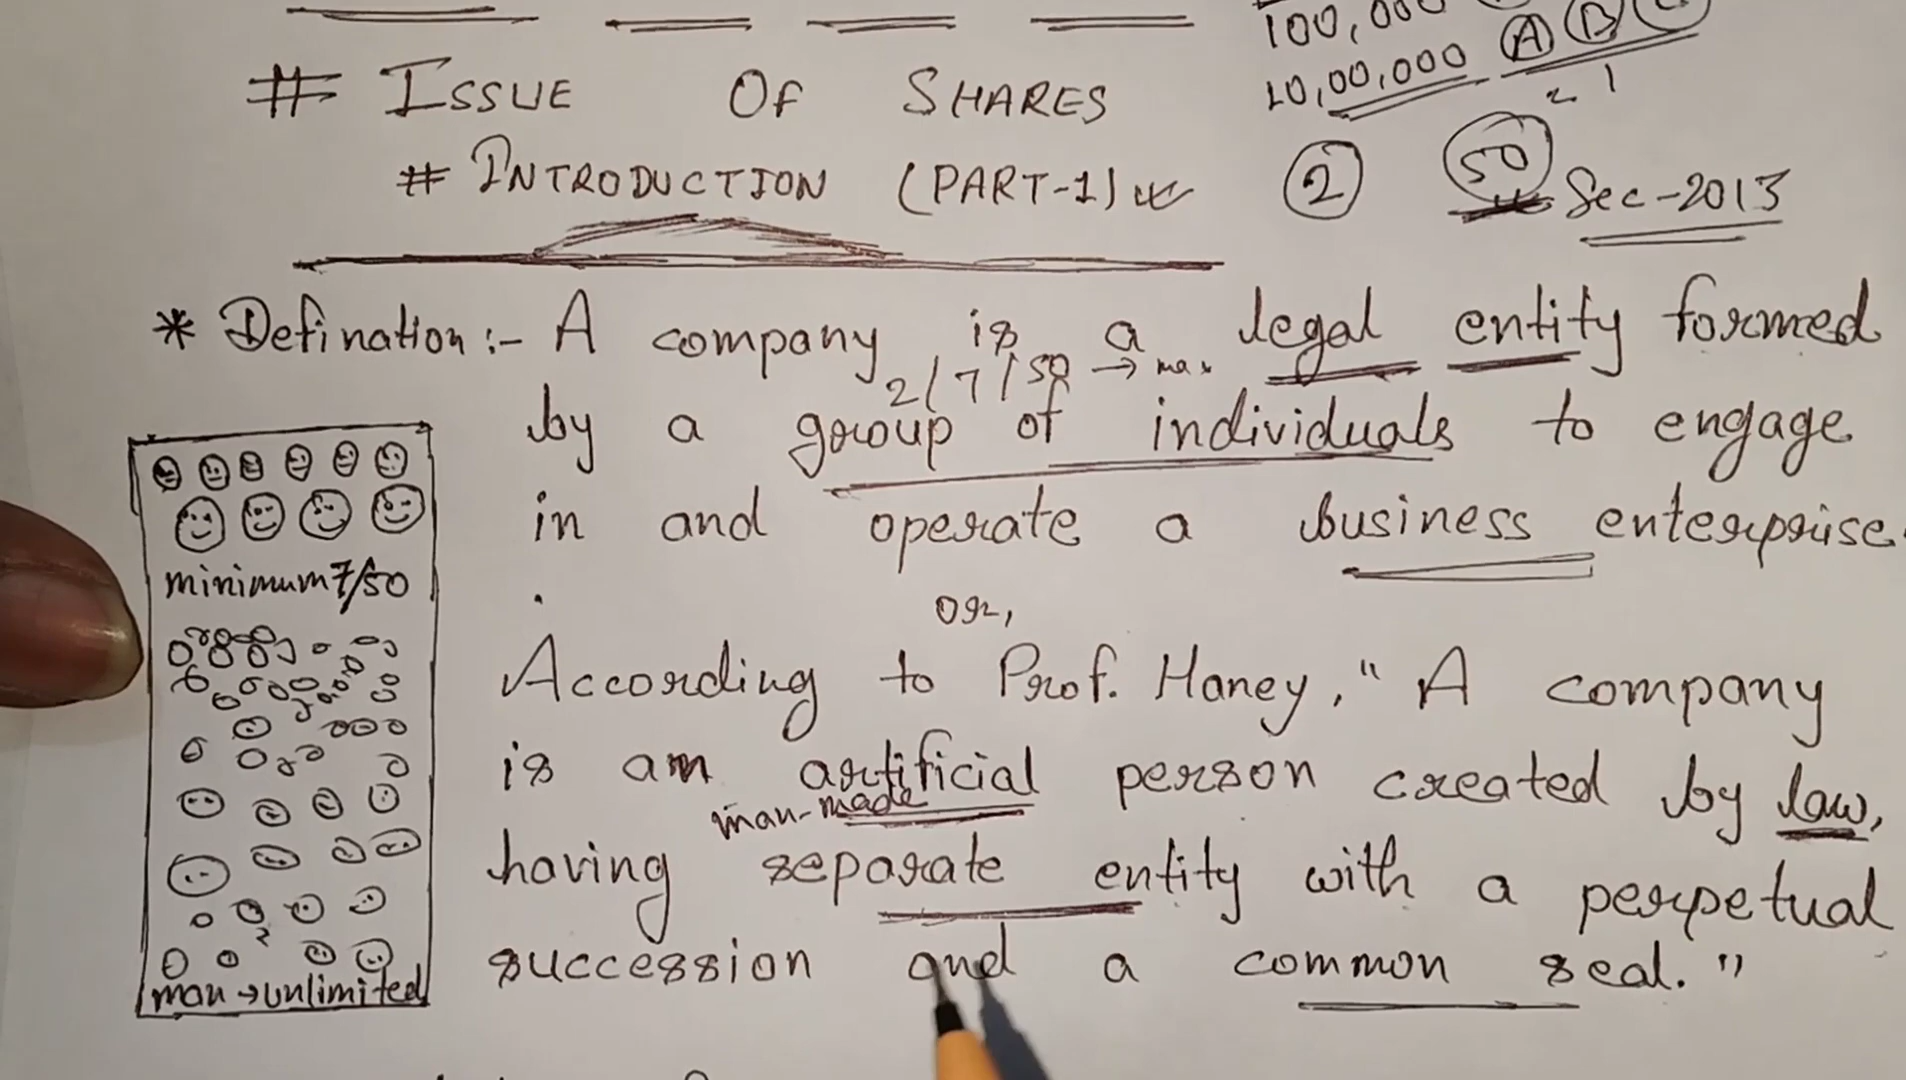 100,000
10,00,000 A B
2 1
# ISSUE OF SHARES
# INTRODUCTION (PART-1)
2 50 Sec-2013
* Defination :- A company is a legal entity formed
2/7/50 → max
by a group of individuals to engage
in and operate a business enterprise.
or,
According to Prof. Haney, "A company
is an artificial person created by law,
man-made
having separate entity with a perpetual
succession and a common seal."
minimum 7/50
max → unlimited